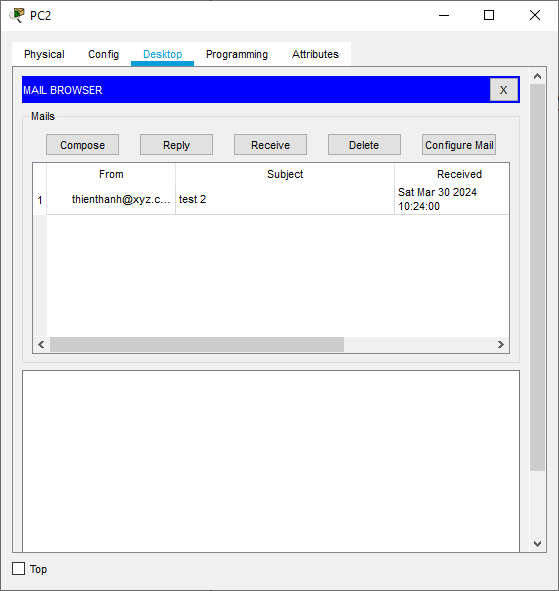 PC2
Physical Config Desktop Programming Attributes
MAIL BROWSER X
Mails
Compose Reply Receive Delete Configure Mail
From Subject Received
1 thienthanh@xyz.c... test 2 Sat Mar 30 2024
10:24:00
Top